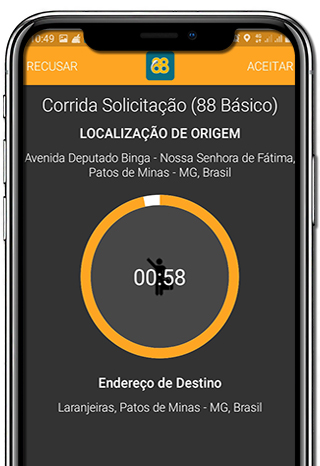 10:49
RECUSAR
88
ACEITAR
Corrida Solicitação (88 Básico)
LOCALIZAÇÃO DE ORIGEM
Avenida Deputado Binga - Nossa Senhora de Fátima,
Patos de Minas - MG, Brasil
00:58
Endereço de Destino
Laranjeiras, Patos de Minas - MG, Brasil